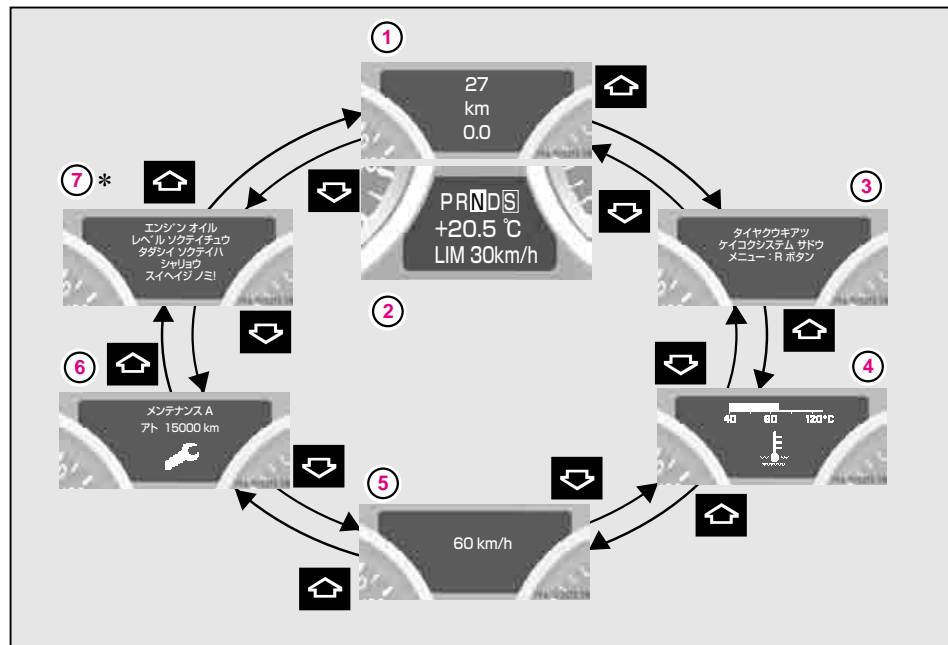 1
27
km
0.0
PRNDS
+20.5 ℃
LIM 30km/h
2
3
タイヤクウキアツ
ケイコクシステム サドウ
メニュー：R ボタン
4
40 80 120°C
5
60 km/h
6
メンテナンス A
アト 15000 km
7 *
エンジン オイル
レベル ソクテイチュウ
タダシイ ソクテイハ
シャリョウ
スイヘイジ ノミ!